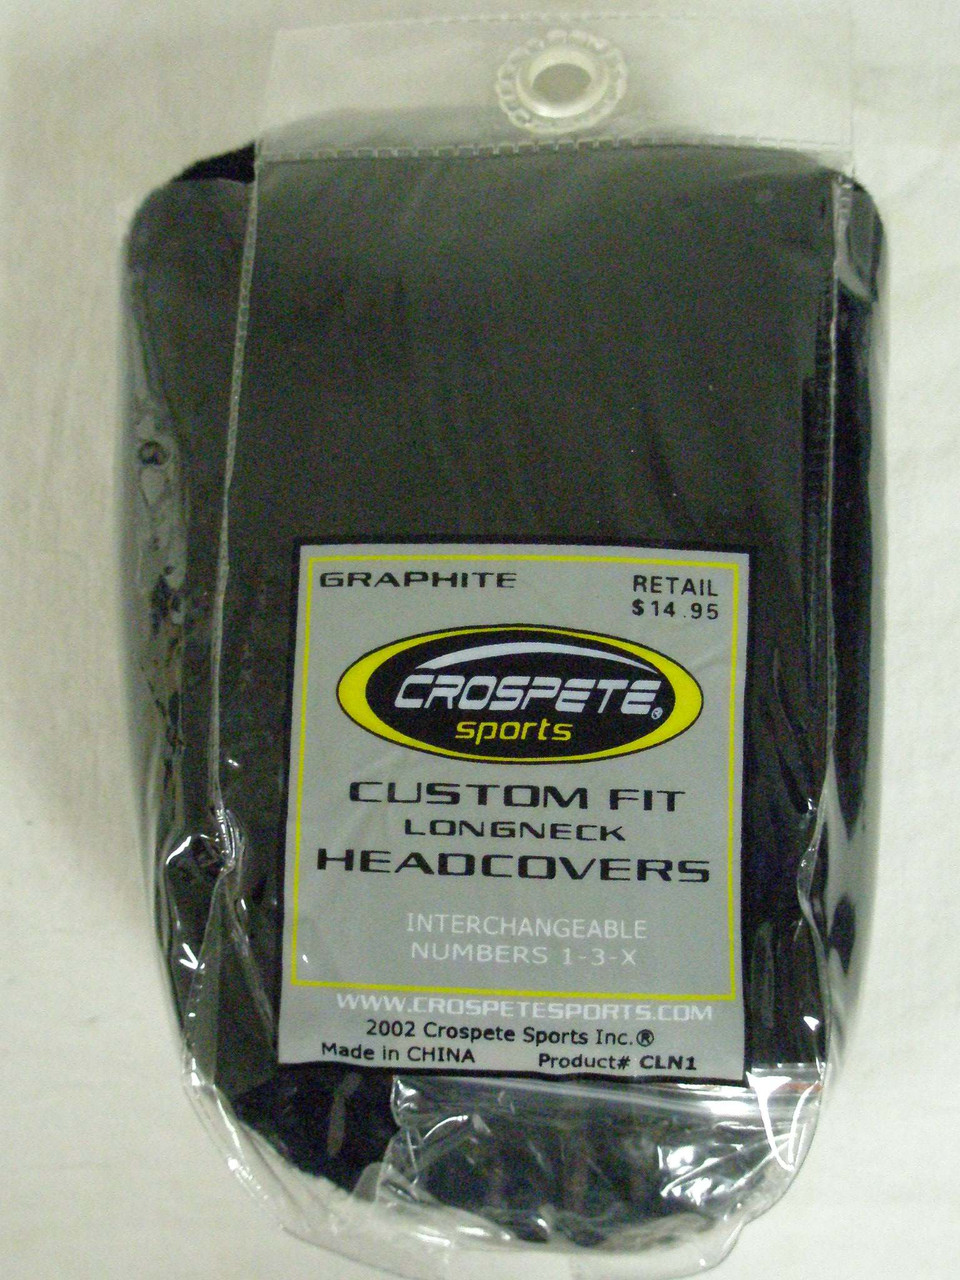 GRAPHITE
RETAIL
$14.95
CROSPETE®
sports
CUSTOM FIT
LONGNECK
HEADCOVERS
INTERCHANGEABLE
NUMBERS 1-3-X
WWW.CROSPETESPORTS.COM
2002 Crospete Sports Inc.®
Made in CHINA Product# CLN1